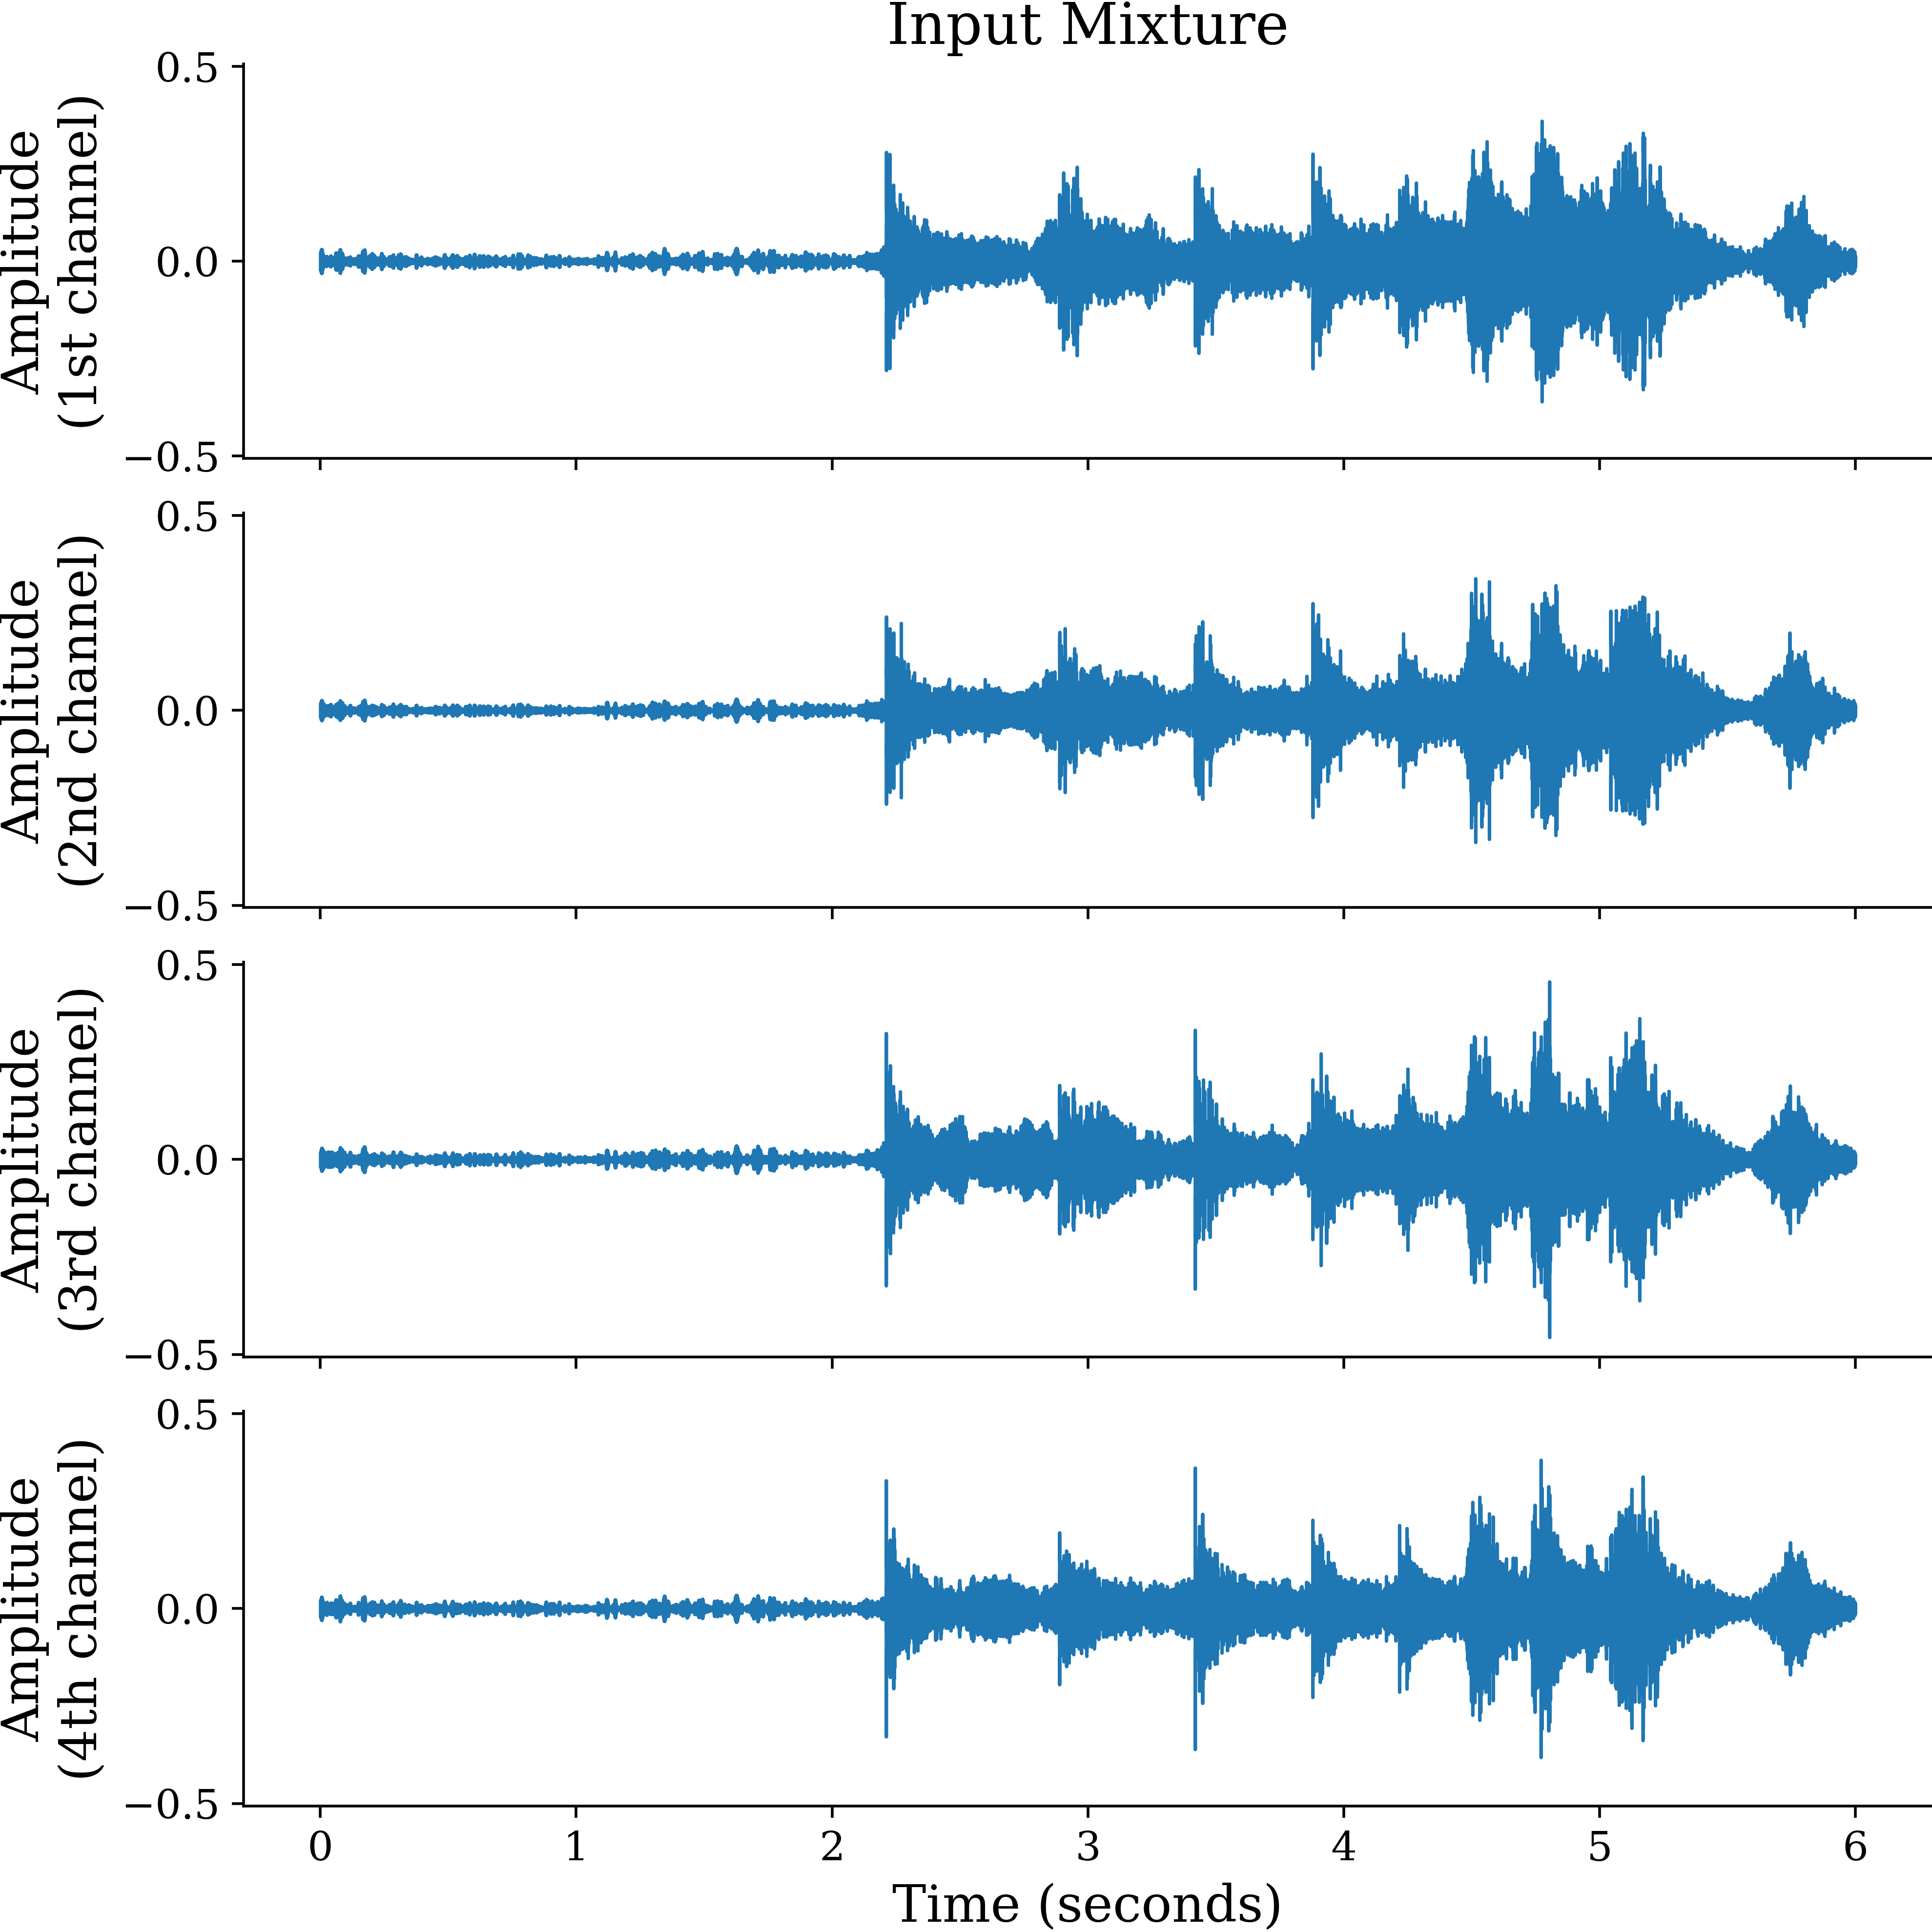 Input Mixture
Amplitude
(1st channel)
0.5
0.0
−0.5
Amplitude
(2nd channel)
0.5
0.0
−0.5
Amplitude
(3rd channel)
0.5
0.0
−0.5
Amplitude
(4th channel)
0.5
0.0
−0.5
0 1 2 3 4 5 6
Time (seconds)